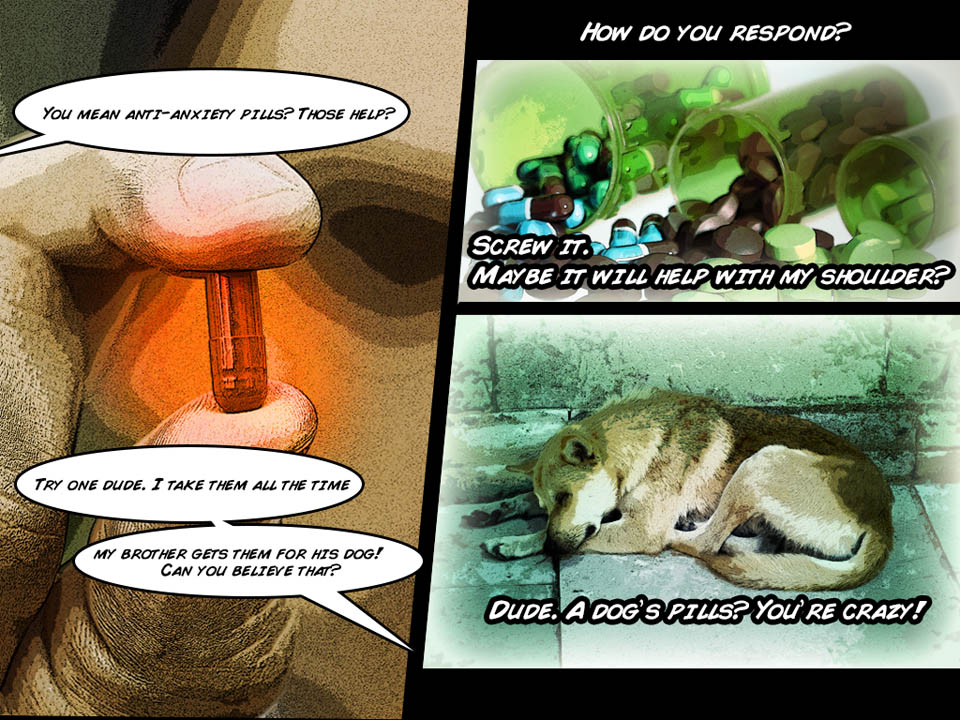 You mean anti-anxiety pills? Those help?
Try one dude. I take them all the time
my brother gets them for his dog!
Can you believe that?
How do you respond?
Screw it.
Maybe it will help with my shoulder?
Dude. A dog's pills? You're crazy!